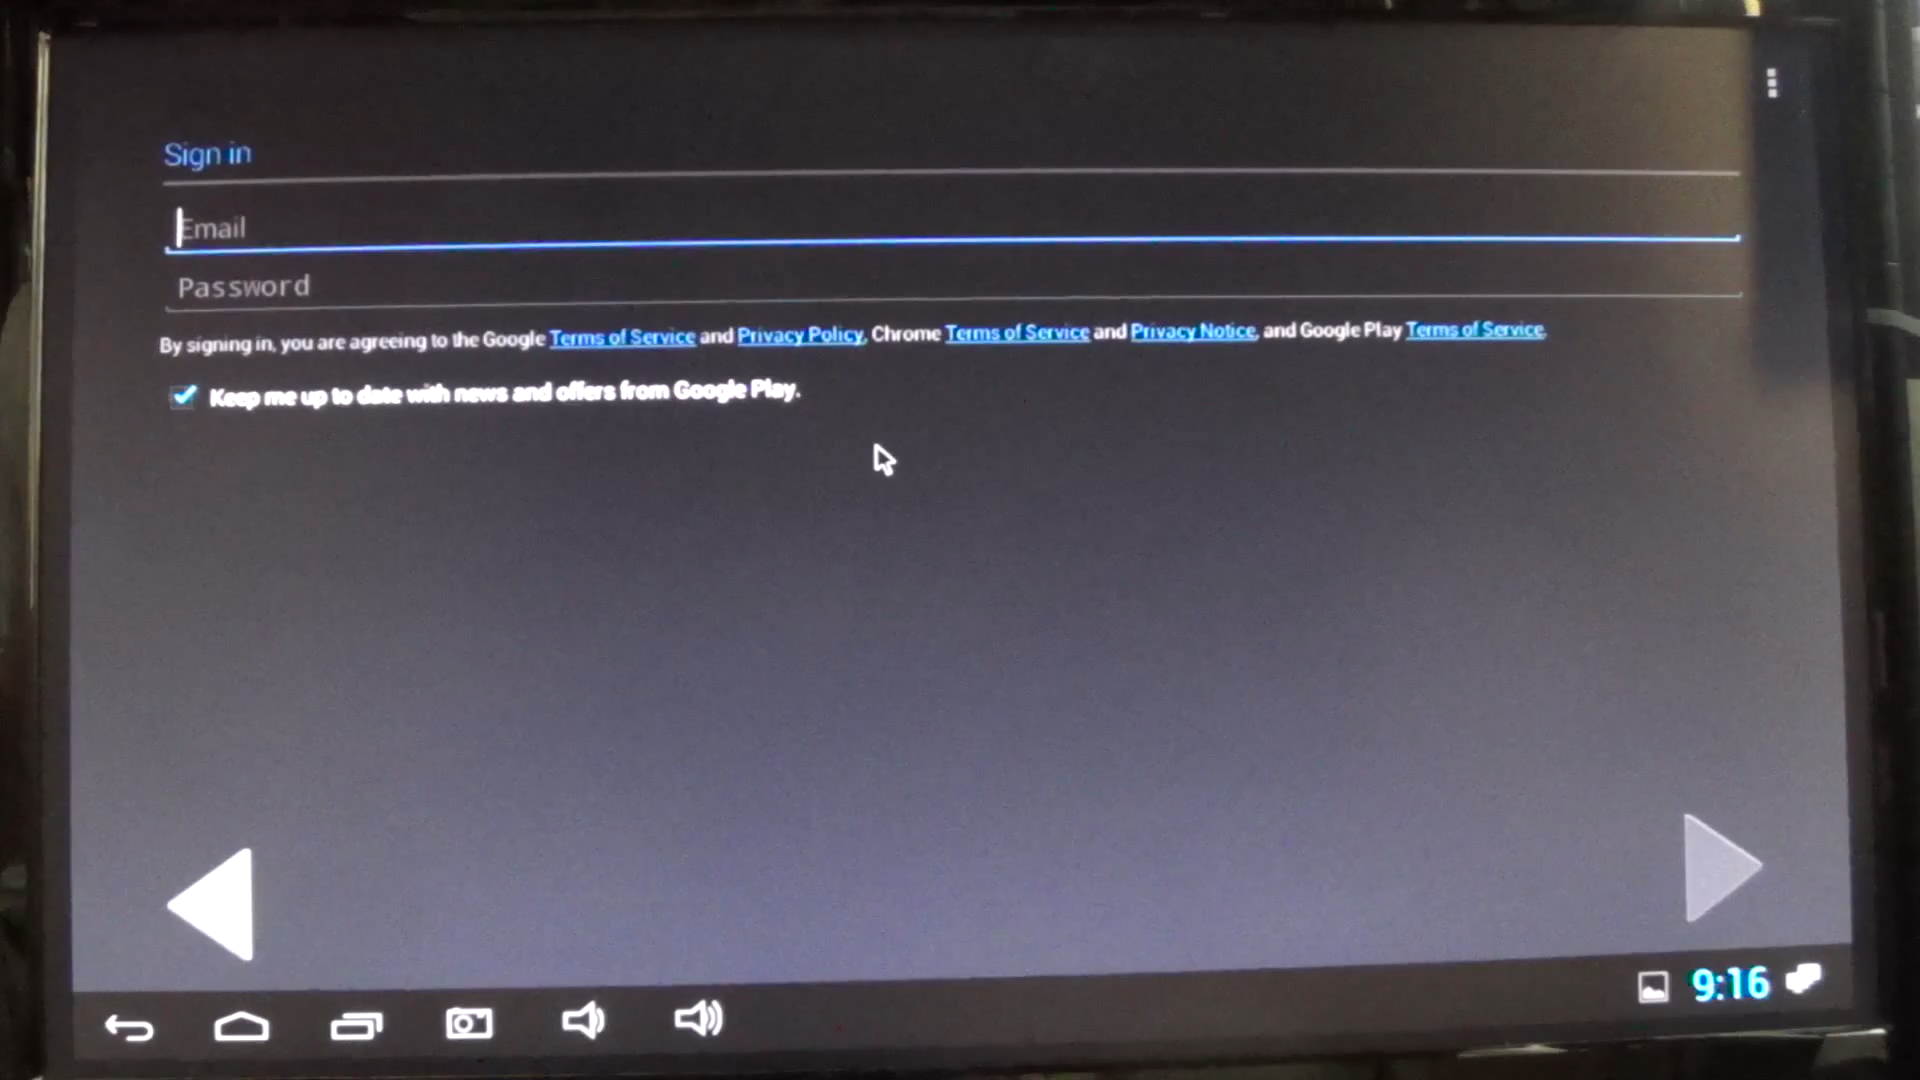 Sign in
Email
Password
By signing in, you are agreeing to the Google Terms of Service and Privacy Policy, Chrome Terms of Service and Privacy Notice, and Google Play Terms of Service.
Keep me up to date with news and offers from Google Play.
9:16